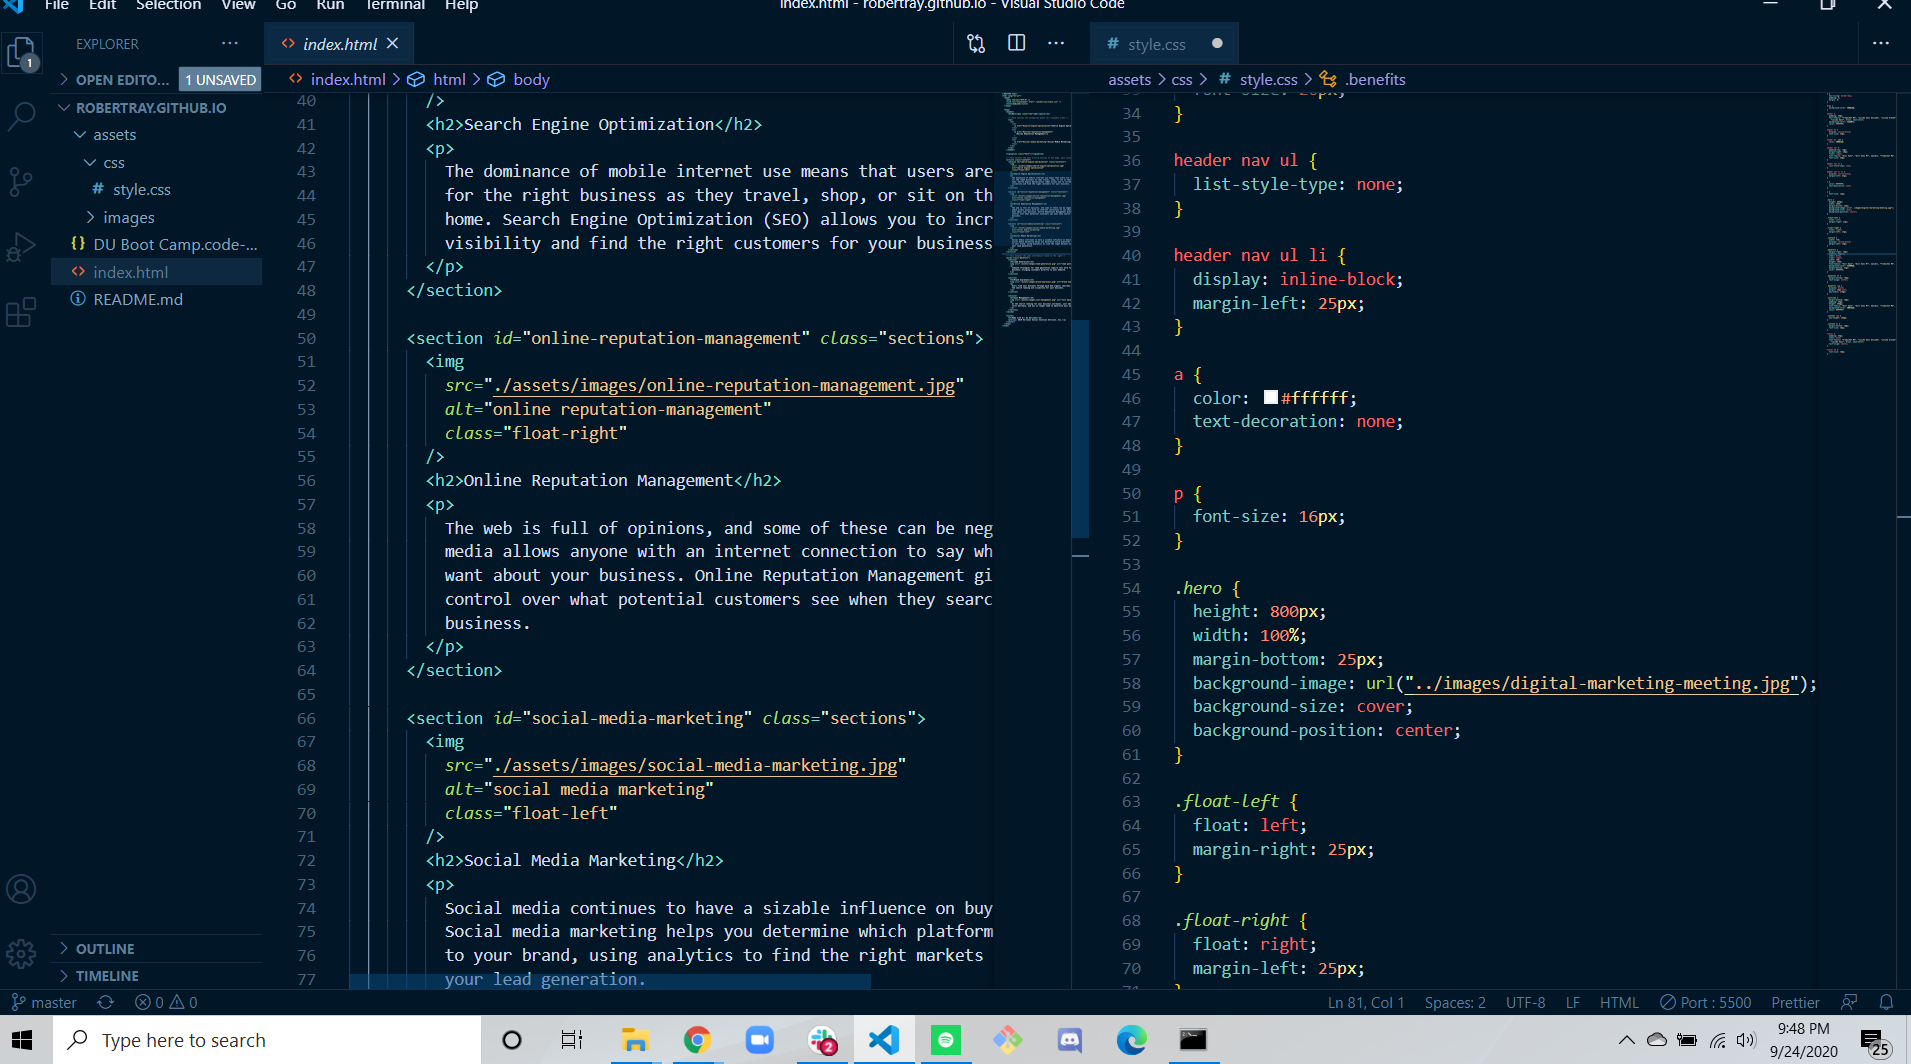 File Edit Selection View Go Run Terminal Help
index.html - robertray.github.io - Visual Studio Code
EXPLORER
1
OPEN EDITO... 1 UNSAVED
ROBERTRAY.GITHUB.IO
assets
css
# style.css
images
{} DU Boot Camp.code-...
<> index.html
README.md
OUTLINE
TIMELINE
<> index.html
<> index.html > html > body
40 />
41 <h2>Search Engine Optimization</h2>
42 <p>
43 The dominance of mobile internet use means that users are
44 for the right business as they travel, shop, or sit on th
45 home. Search Engine Optimization (SEO) allows you to incr
46 visibility and find the right customers for your business
47 </p>
48 </section>
49
50 <section id="online-reputation-management" class="sections">
51 <img
52 src="./assets/images/online-reputation-management.jpg"
53 alt="online reputation-management"
54 class="float-right"
55 />
56 <h2>Online Reputation Management</h2>
57 <p>
58 The web is full of opinions, and some of these can be neg
59 media allows anyone with an internet connection to say wh
60 want about your business. Online Reputation Management gi
61 control over what potential customers see when they searc
62 business.
63 </p>
64 </section>
65
66 <section id="social-media-marketing" class="sections">
67 <img
68 src="./assets/images/social-media-marketing.jpg"
69 alt="social media marketing"
70 class="float-left"
71 />
72 <h2>Social Media Marketing</h2>
73 <p>
74 Social media continues to have a sizable influence on buy
75 Social media marketing helps you determine which platform
76 to your brand, using analytics to find the right markets
77 your lead generation.
# style.css
assets > css > # style.css > .benefits
33 font-size: 20px;
34 }
35
36 header nav ul {
37 list-style-type: none;
38 }
39
40 header nav ul li {
41 display: inline-block;
42 margin-left: 25px;
43 }
44
45 a {
46 color: #ffffff;
47 text-decoration: none;
48 }
49
50 p {
51 font-size: 16px;
52 }
53
54 .hero {
55 height: 800px;
56 width: 100%;
57 margin-bottom: 25px;
58 background-image: url("../images/digital-marketing-meeting.jpg");
59 background-size: cover;
60 background-position: center;
61 }
62
63 .float-left {
64 float: left;
65 margin-right: 25px;
66 }
67
68 .float-right {
69 float: right;
70 margin-left: 25px;
71 }
master 0 0
Ln 81, Col 1 Spaces: 2 UTF-8 LF HTML Port : 5500 Prettier
Type here to search
2
9:48 PM
9/24/2020
25